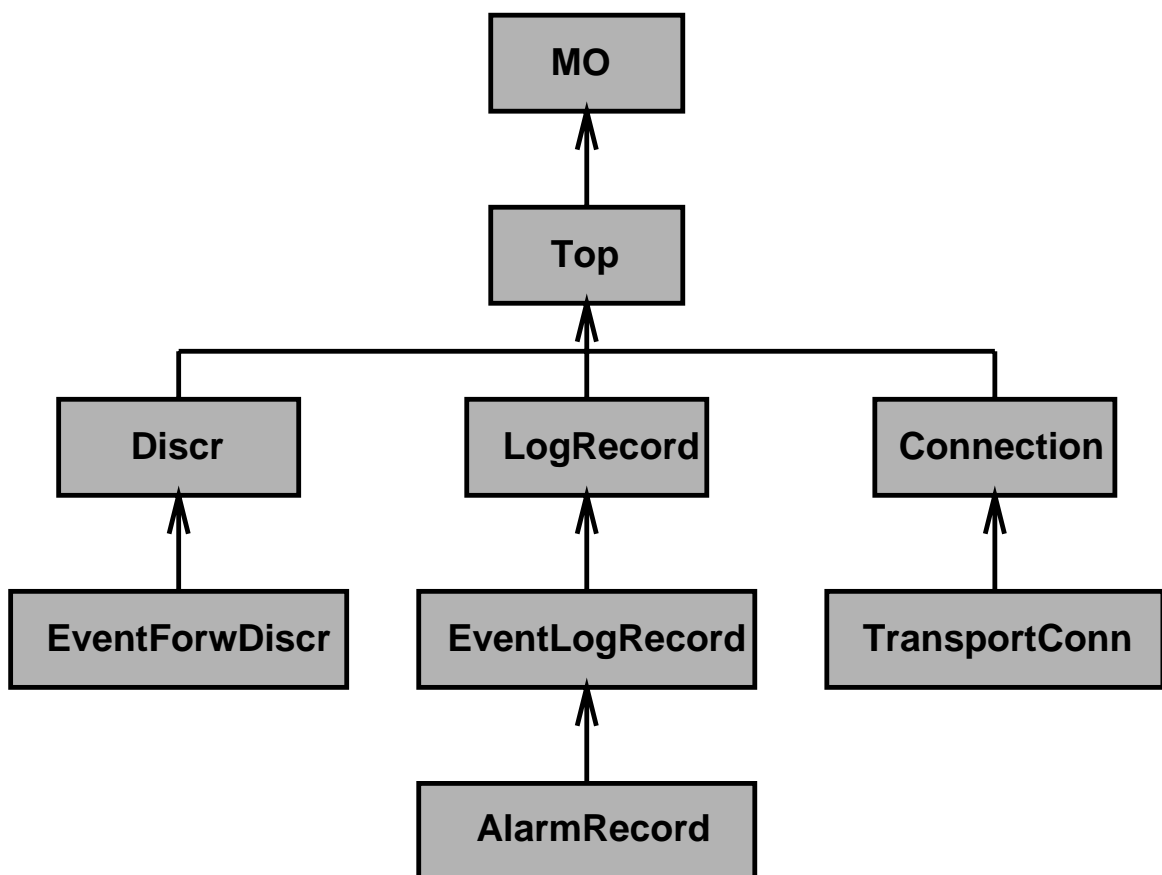 MO
Top
Discr
LogRecord
Connection
EventForwDiscr
EventLogRecord
TransportConn
AlarmRecord